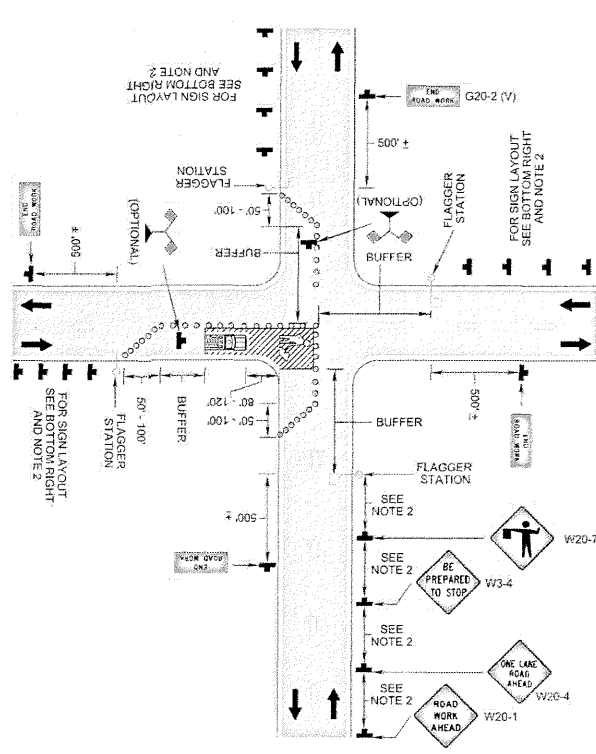 FOR SIGN LAYOUT
SEE BOTTOM RIGHT
AND NOTE 2
END
ROAD WORK
G20-2 (V)
500' ±
FLAGGER
STATION
50' - 100'
(OPTIONAL)
BUFFER
END
ROAD WORK
500' ±
(OPTIONAL)
BUFFER
FLAGGER
STATION
FOR SIGN LAYOUT
SEE BOTTOM RIGHT
AND NOTE 2
FOR SIGN LAYOUT
SEE BOTTOM RIGHT
AND NOTE 2
FLAGGER
STATION
50' - 100'
BUFFER
80' - 120'
50' - 100'
BUFFER
500' ±
END
ROAD WORK
500' ±
END
ROAD WORK
FLAGGER
STATION
SEE
NOTE 2
W20-7
SEE
NOTE 2
BE
PREPARED
TO STOP
W3-4
SEE
NOTE 2
ONE LANE
ROAD
AHEAD
W20-4
SEE
NOTE 2
ROAD
WORK
AHEAD
W20-1